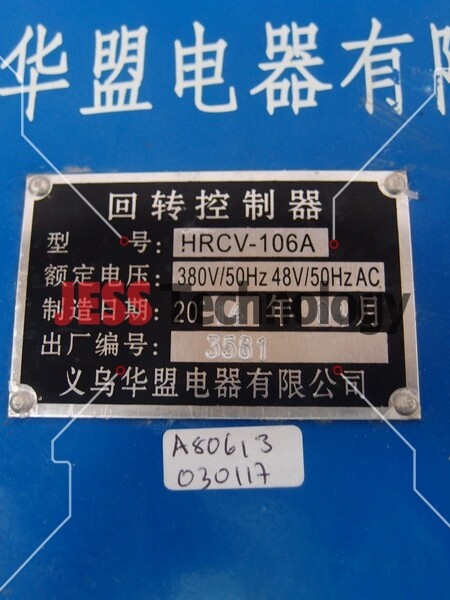 华盟电器有
回转控制器
型 号: HRCV-106A
额定电压: 380V/50Hz 48V/50Hz AC
制造日期: 20 年 月
出厂编号: 3561
义乌华盟电器有限公司
JESS Technology
A80613
030117